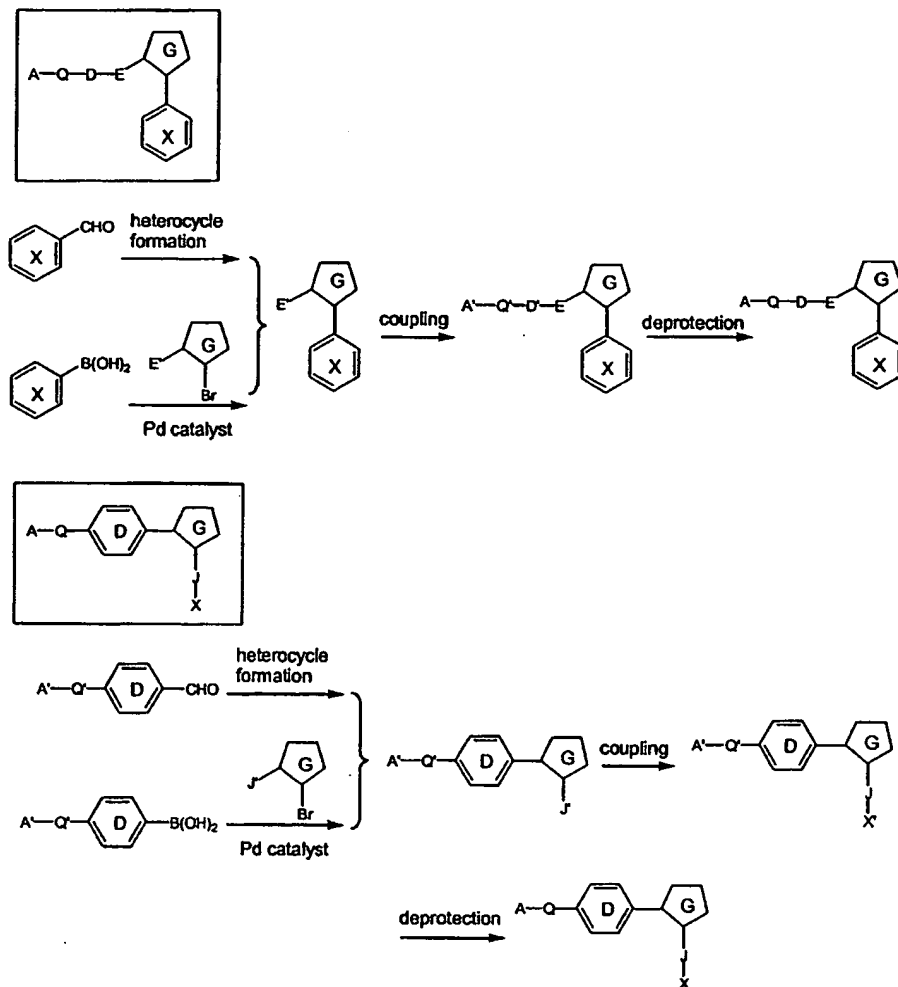 G
A—Q—D—E
X
CHO
X
heterocycle
formation
B(OH)₂
X
G
E'
Br
Pd catalyst
G
E'
X
coupling
G
A'—Q'—D'—E
X
deprotection
G
A—Q—D—E
X
A—Q
D
G
J
X
A'—Q'
D
CHO
heterocycle
formation
A'—Q'
D
B(OH)₂
G
J'
Br
Pd catalyst
A'—Q'
D
G
J'
coupling
A'—Q'
D
G
J
X'
deprotection
A—Q
D
G
J
X